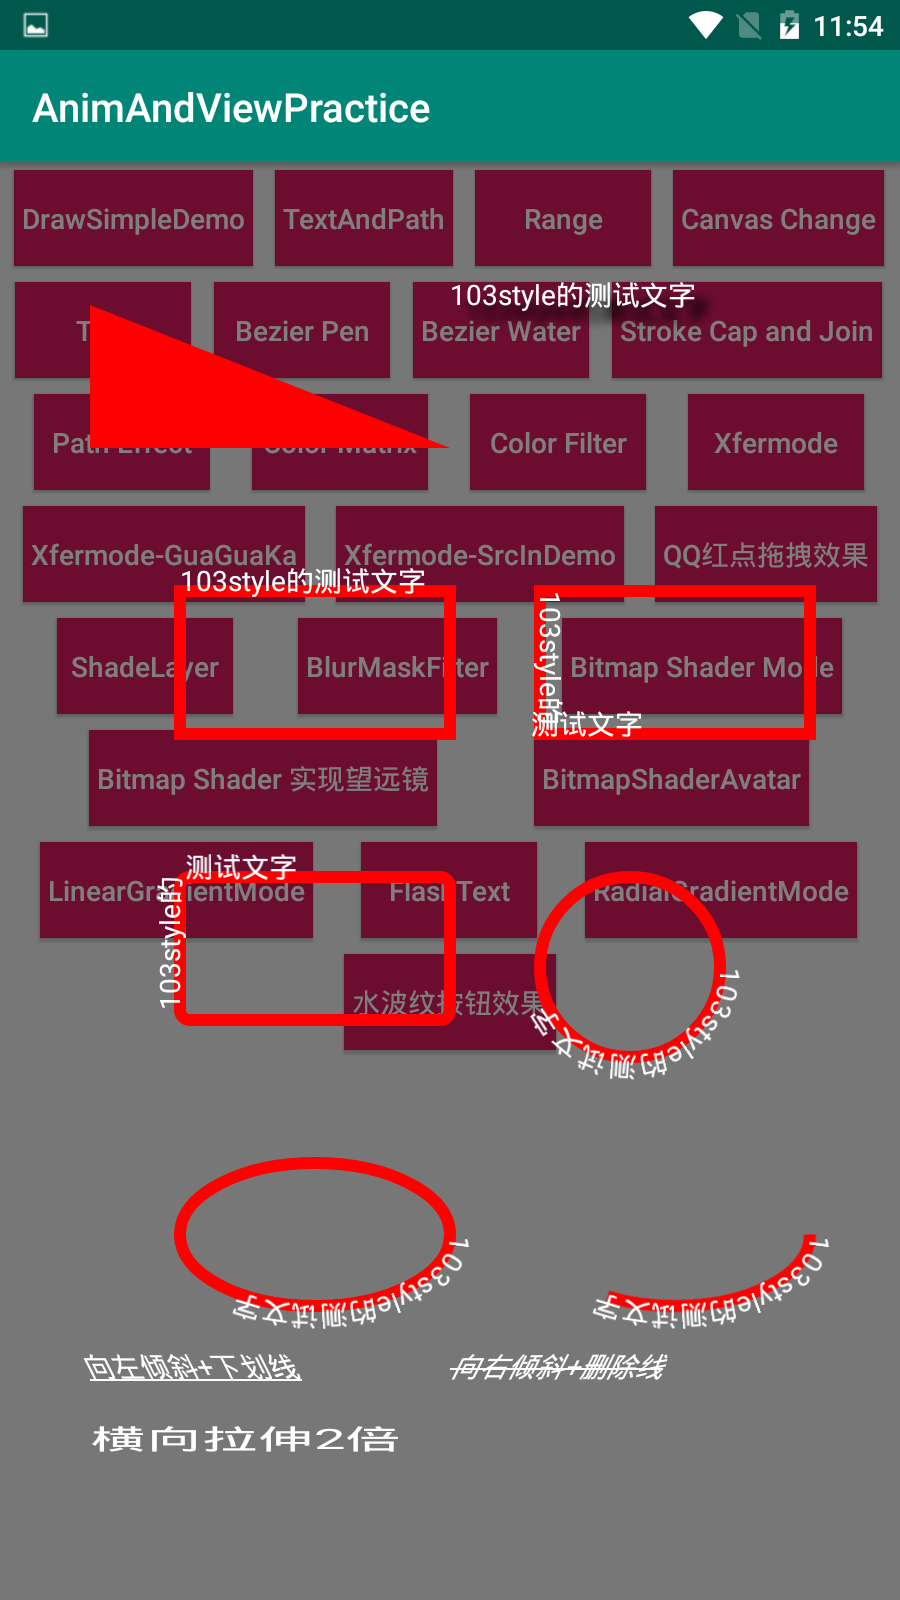 11:54
AnimAndViewPractice
DrawSimpleDemo
TextAndPath
Range
Canvas Change
103style的测试文字
T
Bezier Pen
Bezier Water
Stroke Cap and Join
Path Effect
Color Matrix
Color Filter
Xfermode
Xfermode-GuaGuaKa
Xfermode-SrcInDemo
QQ红点拖拽效果
103style的测试文字
103style的
测试文字
ShadeLayer
BlurMaskFilter
Bitmap Shader Mode
Bitmap Shader 实现望远镜
BitmapShaderAvatar
103style的
测试文字
LinearGradientMode
Flash Text
RadialGradientMode
水波纹按钮效果
103style的测试文字
103style的测试文字
103style的测试文字
向左倾斜+下划线
向右倾斜+删除线
横向拉伸2倍